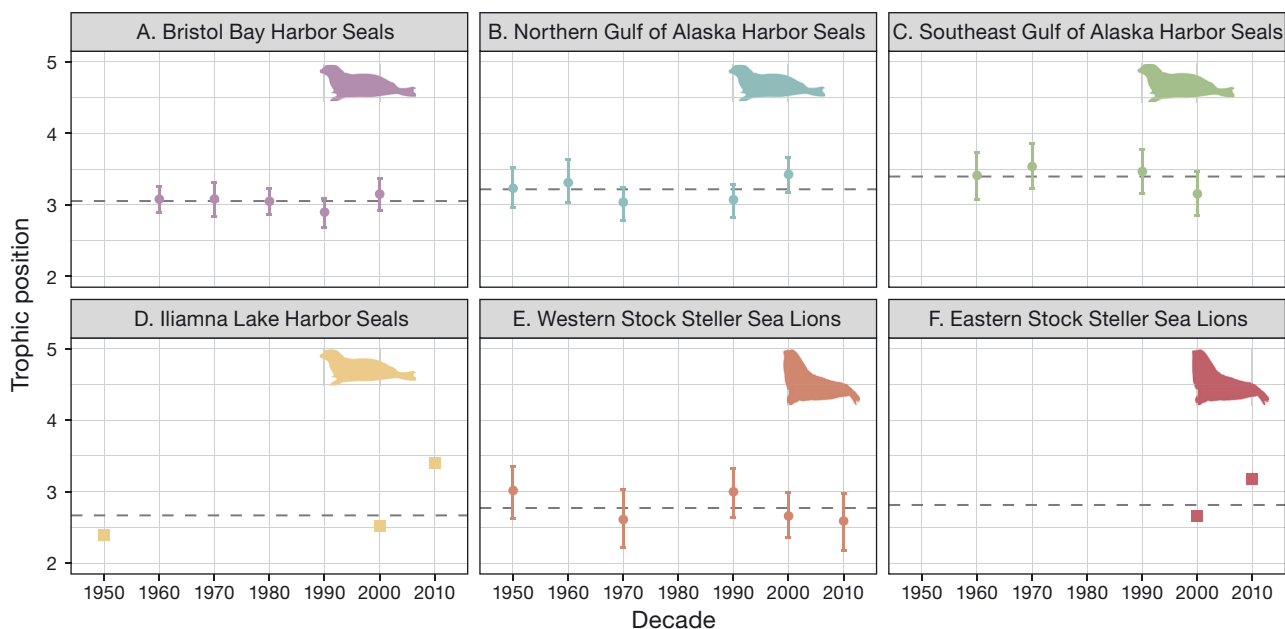 A. Bristol Bay Harbor Seals
B. Northern Gulf of Alaska Harbor Seals
C. Southeast Gulf of Alaska Harbor Seals
5
4
3
2
D. Iliamna Lake Harbor Seals
E. Western Stock Steller Sea Lions
F. Eastern Stock Steller Sea Lions
5
4
3
2
Trophic position
1950 1960 1970 1980 1990 2000 2010
1950 1960 1970 1980 1990 2000 2010
1950 1960 1970 1980 1990 2000 2010
Decade